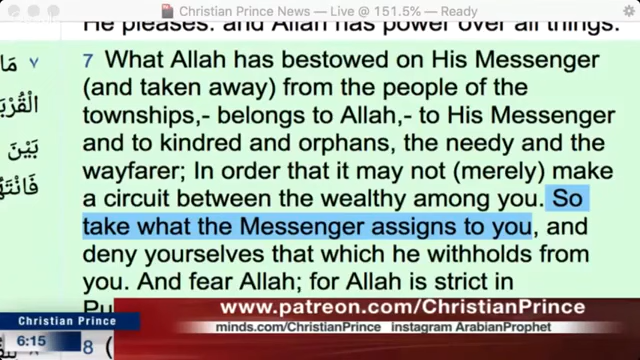 Christian Prince News — Live @ 151.5% — Ready
He pleases: and Allah has power over all things.
7 What Allah has bestowed on His Messenger
(and taken away) from the people of the
townships,- belongs to Allah,- to His Messenger
and to kindred and orphans, the needy and the
wayfarer; In order that it may not (merely) make
a circuit between the wealthy among you. So
take what the Messenger assigns to you, and
deny yourselves that which he withholds from
you. And fear Allah; for Allah is strict in
Pu
8 (
٧
بَيْنَ
Christian Prince
6:15
www.patreon.com/ChristianPrince
minds.com/ChristianPrince instagram ArabianProphet